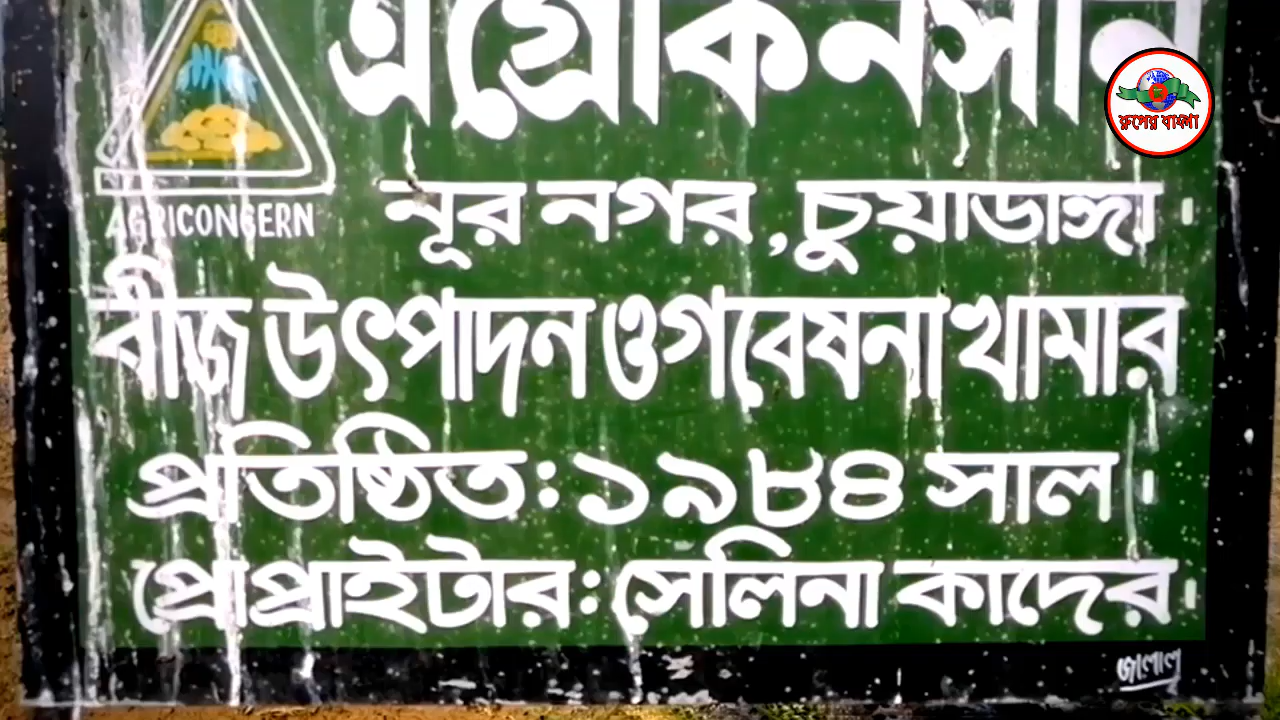 এগ্রোকনসার্ন
রুপের বাংলা
AGRICONCERN
নূর নগর, চুয়াডাঙ্গা।
বীজ উৎপাদন ও গবেষনা খামার
প্রতিষ্ঠিত : ১৯৮৪ সাল।
প্রোপ্রাইটার : সেলিনা কাদের।
জালাল